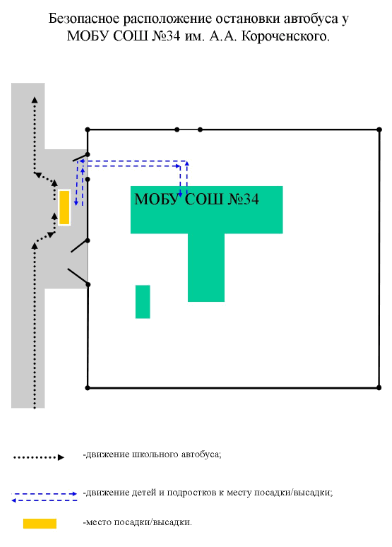 Безопасное расположение остановки автобуса у
МОБУ СОШ №34 им. А.А. Короченского.
МОБУ СОШ №34
-движение школьного автобуса;
-движение детей и подростков к месту посадки/высадки;
-место посадки/высадки.